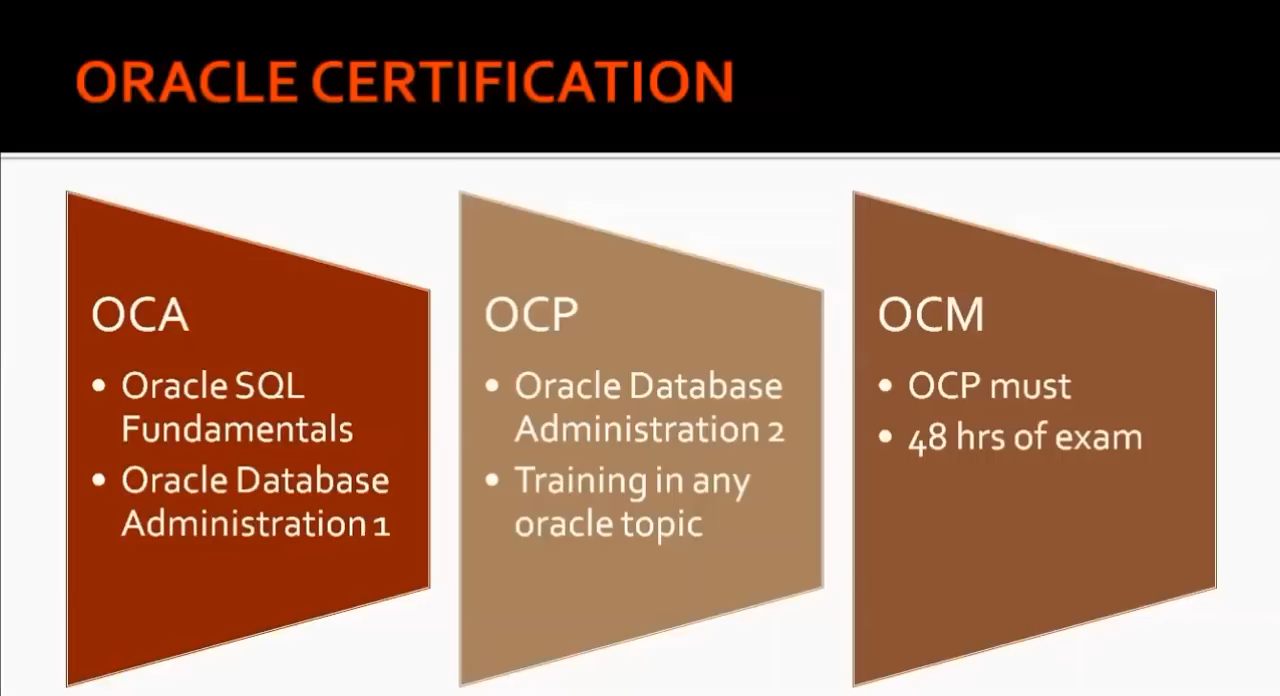 ORACLE CERTIFICATION
OCA
• Oracle SQL
Fundamentals
• Oracle Database
Administration 1
OCP
• Oracle Database
Administration 2
• Training in any
oracle topic
OCM
• OCP must
• 48 hrs of exam